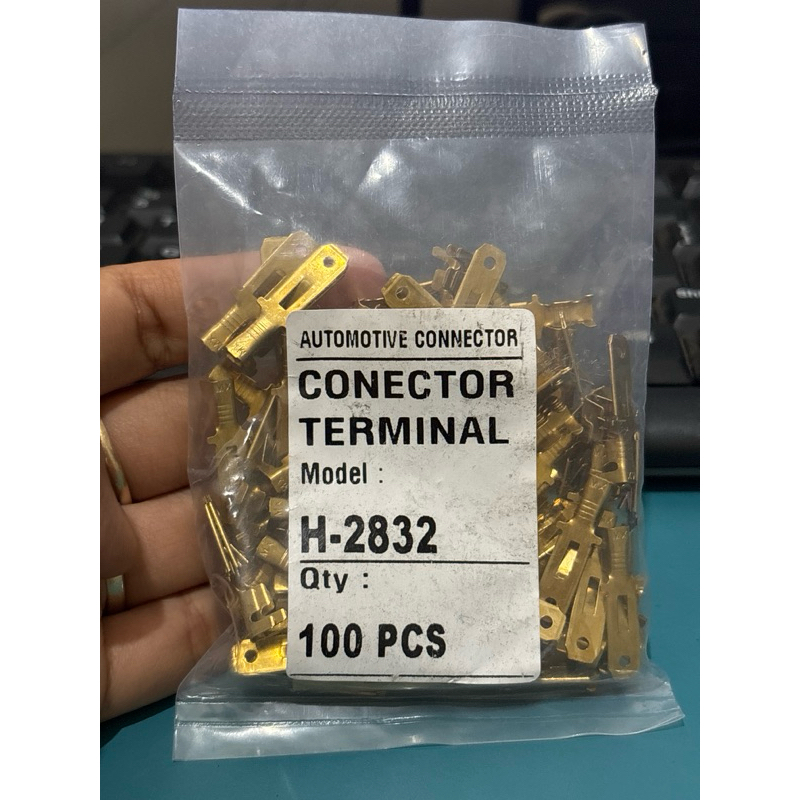 AUTOMOTIVE CONNECTOR
CONECTOR
TERMINAL
Model :
H-2832
Qty :
100 PCS